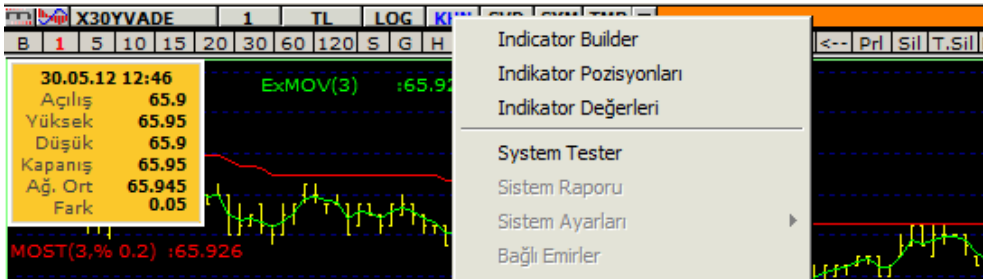 X30YVADE 1 TL LOG
B 1 5 10 15 20 30 60 120 S G H <-- Prl Sil T.Sil
30.05.12 12:46
Açılış 65.9
Yüksek 65.95
Düşük 65.9
Kapanış 65.95
Ağ. Ort 65.945
Fark 0.05
ExMOV(3) :65.92
MOST(3,% 0.2) :65.926
Indicator Builder
Indikator Pozisyonları
Indikator Değerleri
System Tester
Sistem Raporu
Sistem Ayarları
Bağlı Emirler